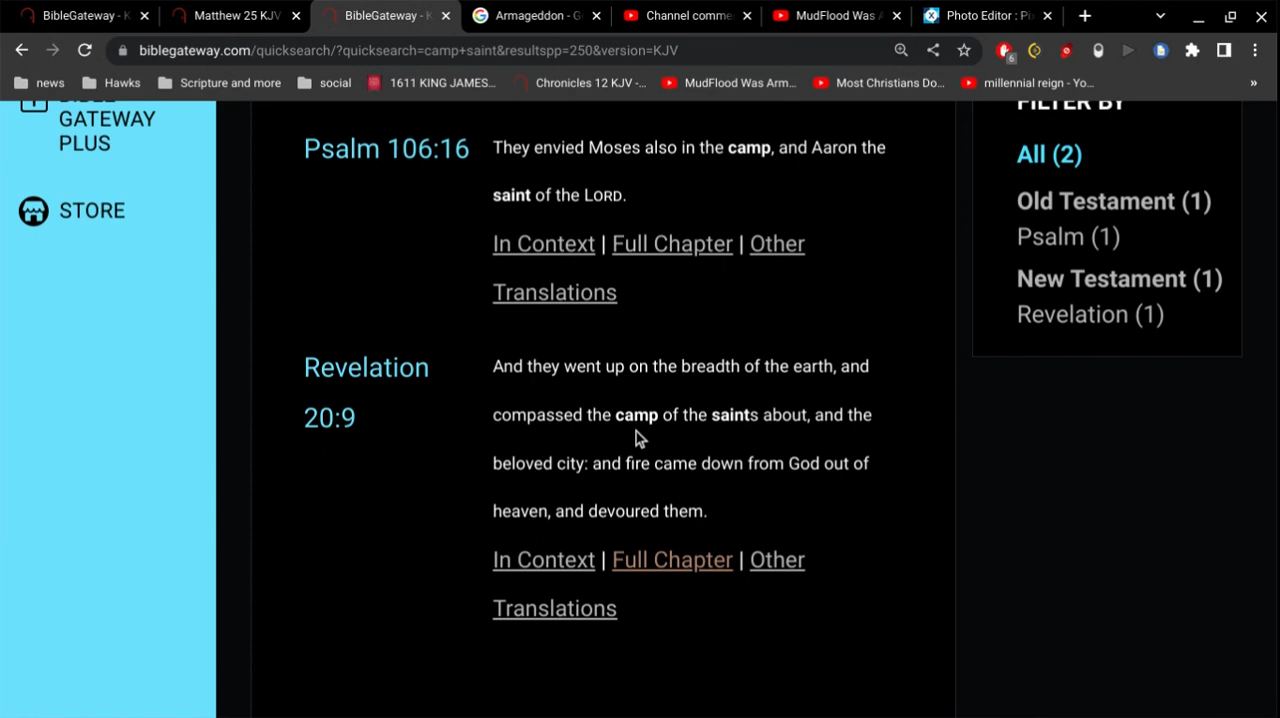 BibleGateway - K
Matthew 25 KJV
BibleGateway - K
Armageddon - G
Channel comme
MudFlood Was A
Photo Editor : Pi
biblegateway.com/quicksearch/?quicksearch=camp+saint&resultspp=250&version=KJV
6
news
Hawks
Scripture and more
social
1611 KING JAMES...
Chronicles 12 KJV -...
MudFlood Was Arm...
Most Christians Do...
millennial reign - Yo...
»
BIBLE
GATEWAY
PLUS
STORE
Psalm 106:16
They envied Moses also in the camp, and Aaron the
saint of the LORD.
In Context | Full Chapter | Other
Translations
Revelation
20:9
And they went up on the breadth of the earth, and
compassed the camp of the saints about, and the
beloved city: and fire came down from God out of
heaven, and devoured them.
In Context | Full Chapter | Other
Translations
FILTER BY
All (2)
Old Testament (1)
Psalm (1)
New Testament (1)
Revelation (1)